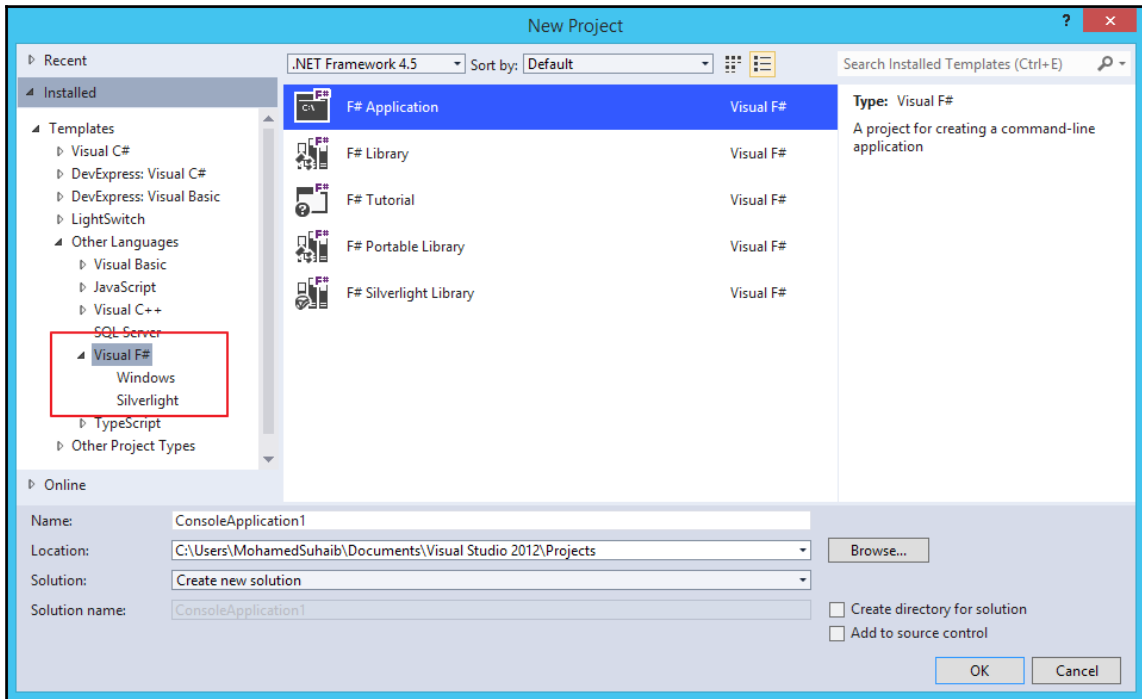 New Project
?
Recent
Installed
Templates
Visual C#
DevExpress: Visual C#
DevExpress: Visual Basic
LightSwitch
Other Languages
Visual Basic
JavaScript
Visual C++
SQL Server
Visual F#
Windows
Silverlight
TypeScript
Other Project Types
Online
.NET Framework 4.5 Sort by: Default
F# Application Visual F#
F# Library Visual F#
F# Tutorial Visual F#
F# Portable Library Visual F#
F# Silverlight Library Visual F#
Search Installed Templates (Ctrl+E)
Type: Visual F#
A project for creating a command-line
application
Name: ConsoleApplication1
Location: C:\Users\MohamedSuhaib\Documents\Visual Studio 2012\Projects Browse...
Solution: Create new solution
Solution name: ConsoleApplication1
Create directory for solution
Add to source control
OK Cancel